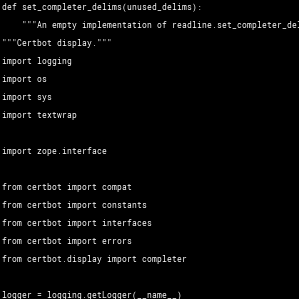 def set_completer_delims(unused_delims):
    """An empty implementation of readline.set_completer_del
"""Certbot display."""
import logging
import os
import sys
import textwrap

import zope.interface

from certbot import compat
from certbot import constants
from certbot import interfaces
from certbot import errors
from certbot.display import completer

logger = logging.getLogger(__name__)